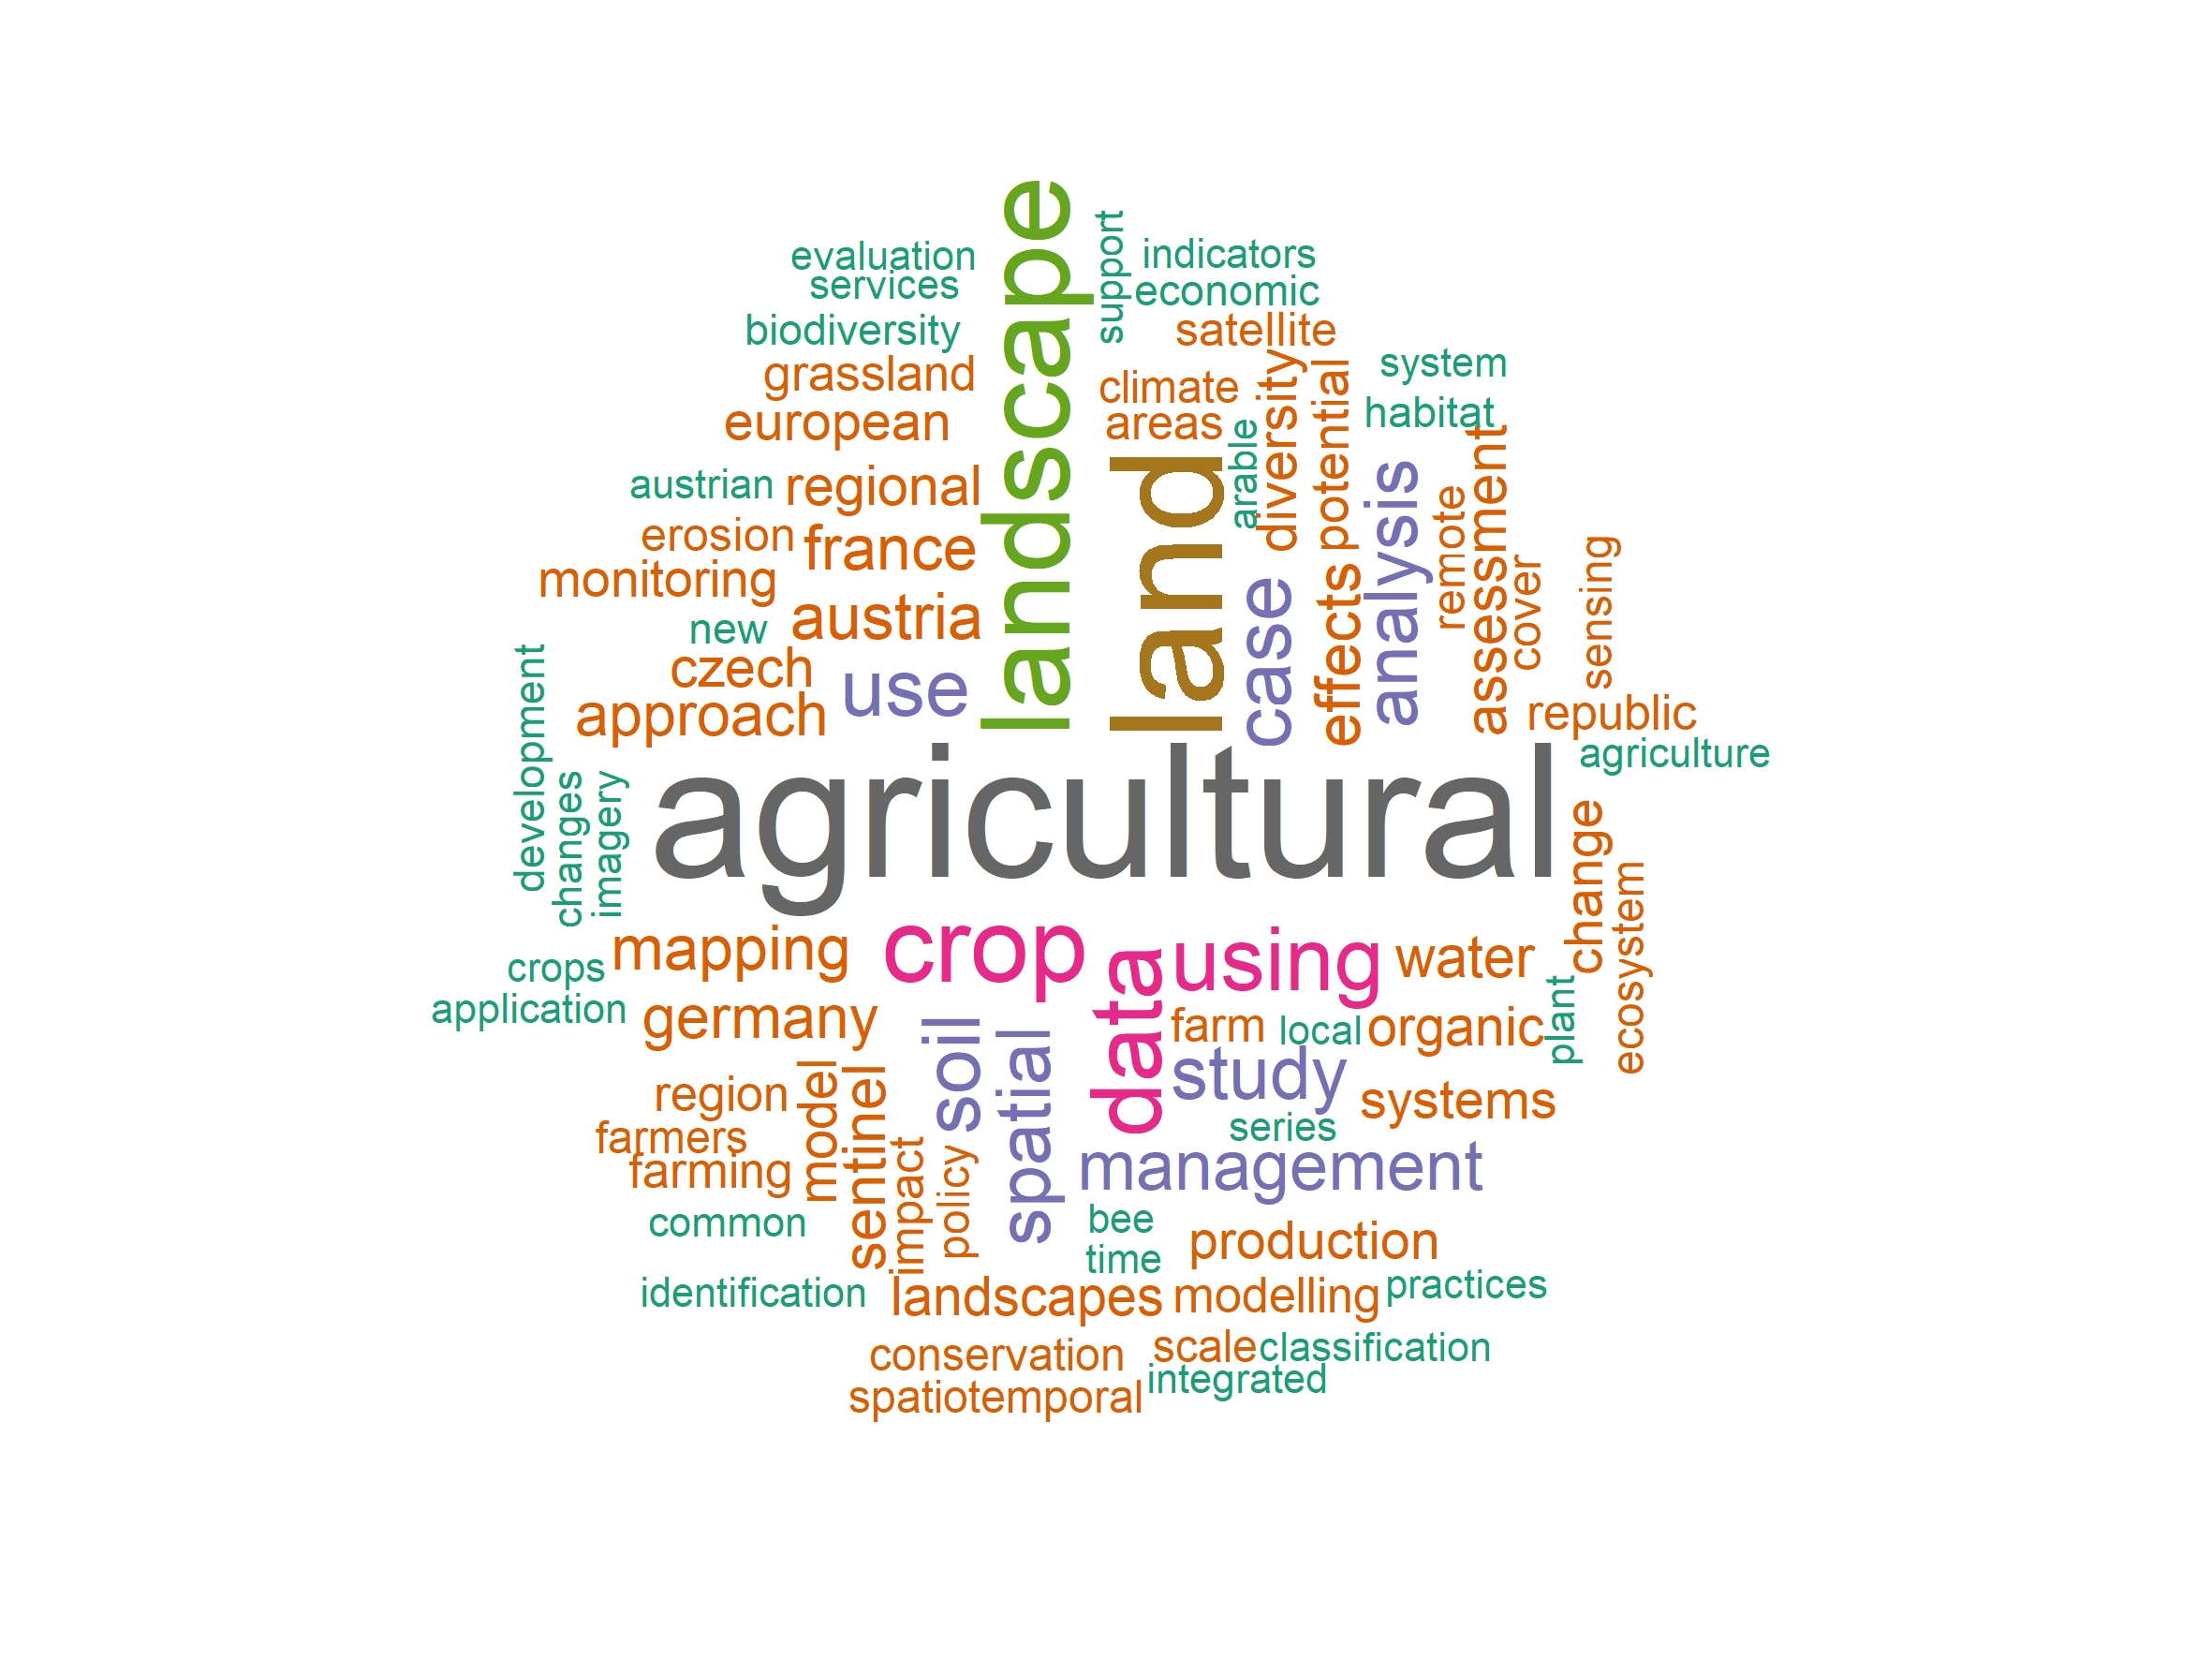 landscape
support
evaluation
indicators
services
economic
biodiversity
satellite
grassland
climate
diversity
potential
system
european
areas
arable
habitat
austrian
regional
land
analysis
remote
assessment
erosion
france
case
effects
cover
sensing
monitoring
austria
new
czech
use
approach
republic
development
agriculture
changes
imagery
agricultural
change
ecosystem
mapping
crop
data
using
water
crops
plant
application
germany
soil
spatial
farm
local
organic
region
model
sentinel
study
systems
farmers
series
farming
impact
policy
management
common
bee
time
production
identification
landscapes
modelling
practices
conservation
scale
classification
spatiotemporal
integrated